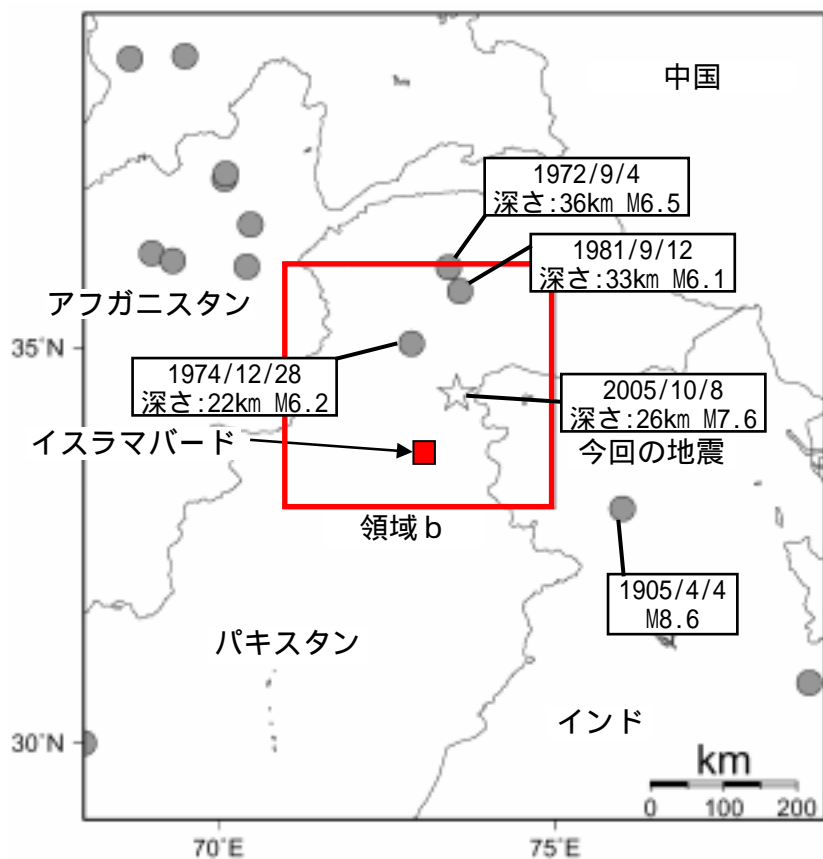 中国
1972/9/4
深さ:36km M6.5
1981/9/12
深さ:33km M6.1
アフガニスタン
35°N
1974/12/28
深さ:22km M6.2
2005/10/8
深さ:26km M7.6
イスラマバード
今回の地震
領域b
1905/4/4
M8.6
パキスタン
インド
30°N
km
0 100 200
70°E 75°E